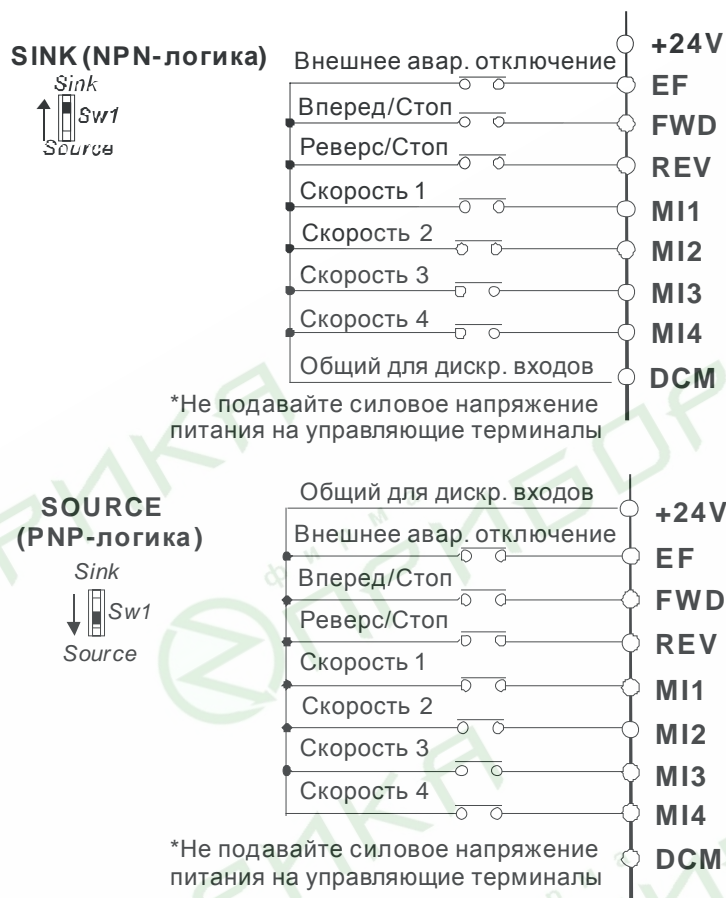 SINK (NPN-логика)
Sink
Sw1
Source
Внешнее авар. отключение
Вперед/Стоп
Реверс/Стоп
Скорость 1
Скорость 2
Скорость 3
Скорость 4
Общий для дискр. входов
+24V
EF
FWD
REV
MI1
MI2
MI3
MI4
DCM
*Не подавайте силовое напряжение
питания на управляющие терминалы
SOURCE
(PNP-логика)
Sink
Sw1
Source
Общий для дискр. входов
Внешнее авар. отключение
Вперед/Стоп
Реверс/Стоп
Скорость 1
Скорость 2
Скорость 3
Скорость 4
+24V
EF
FWD
REV
MI1
MI2
MI3
MI4
DCM
*Не подавайте силовое напряжение
питания на управляющие терминалы
фирма
ПРИБОР